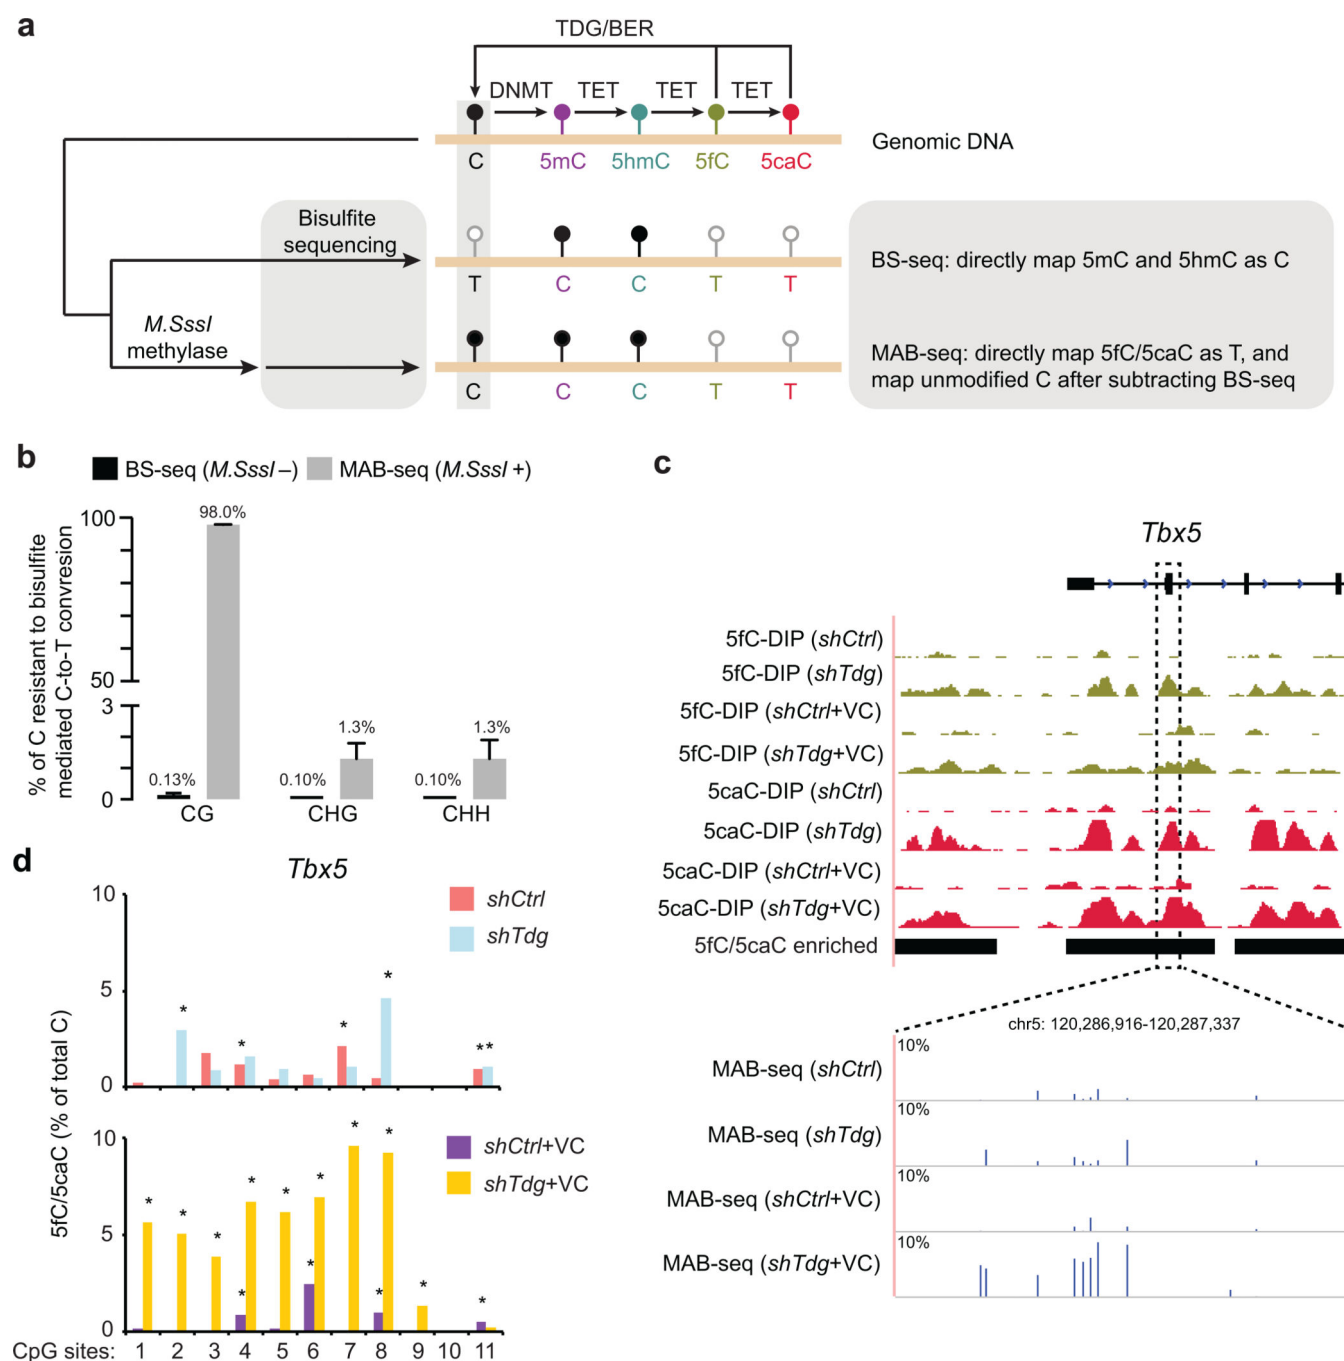 a
TDG/BER
DNMT TET TET TET
C 5mC 5hmC 5fC 5caC
Genomic DNA
Bisulfite
sequencing
T C C T T
BS-seq: directly map 5mC and 5hmC as C
M.SssI
methylase
C C C T T
MAB-seq: directly map 5fC/5caC as T, and
map unmodified C after subtracting BS-seq
b
BS-seq (M.SssI –) MAB-seq (M.SssI +)
% of C resistant to bisulfite
mediated C-to-T convresion
100
50
3
0
0.13%
98.0%
0.10%
1.3%
0.10%
1.3%
CG CHG CHH
c
Tbx5
5fC-DIP (shCtrl)
5fC-DIP (shTdg)
5fC-DIP (shCtrl+VC)
5fC-DIP (shTdg+VC)
5caC-DIP (shCtrl)
5caC-DIP (shTdg)
5caC-DIP (shCtrl+VC)
5caC-DIP (shTdg+VC)
5fC/5caC enriched
chr5: 120,286,916-120,287,337
10%
MAB-seq (shCtrl)
10%
MAB-seq (shTdg)
10%
MAB-seq (shCtrl+VC)
10%
MAB-seq (shTdg+VC)
d
Tbx5
5fC/5caC (% of total C)
10
5
0
shCtrl
shTdg
* * * * **
10
5
0
shCtrl+VC
shTdg+VC
* * * * * * * * * * * * *
CpG sites: 1 2 3 4 5 6 7 8 9 10 11